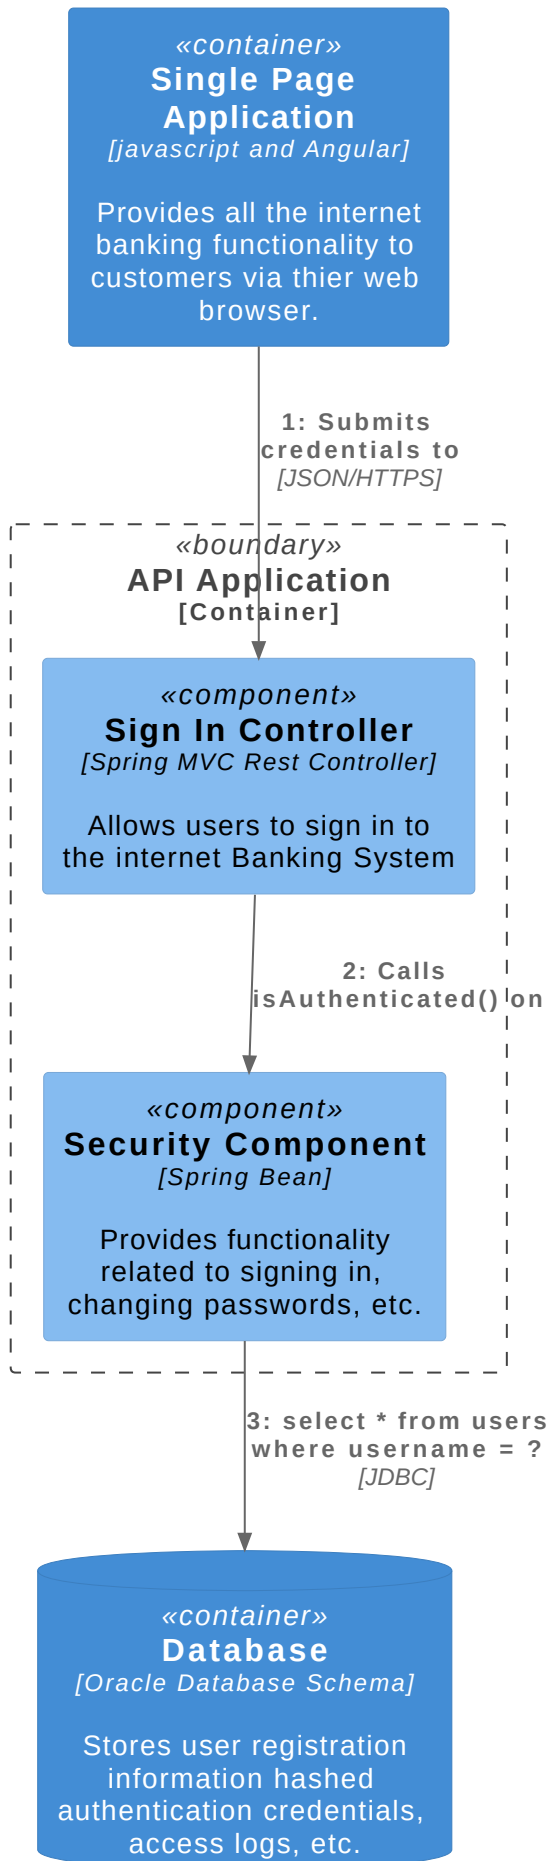 «container»
Single Page
Application
[javascript and Angular]
Provides all the internet
banking functionality to
customers via thier web
browser.
1: Submits
credentials to
[JSON/HTTPS]
«boundary»
API Application
[Container]
«component»
Sign In Controller
[Spring MVC Rest Controller]
Allows users to sign in to
the internet Banking System
2: Calls
isAuthenticated() on
«component»
Security Component
[Spring Bean]
Provides functionality
related to signing in,
changing passwords, etc.
3: select * from users
where username = ?
[JDBC]
«container»
Database
[Oracle Database Schema]
Stores user registration
information hashed
authentication credentials,
access logs, etc.